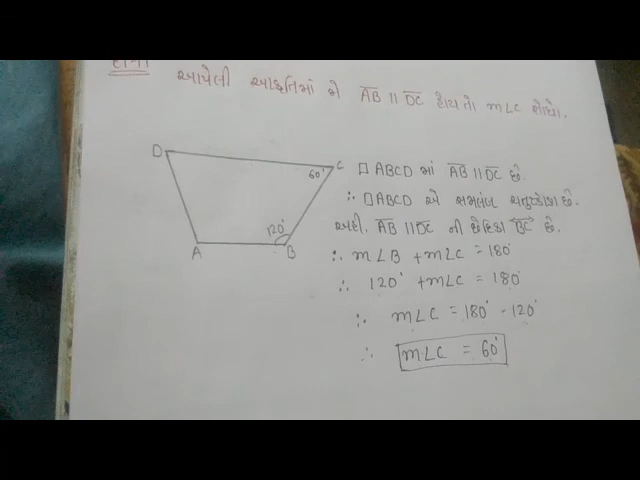 આપેલી આકૃતિમાં જો AB || DC હોય તો m∠C શોધો.
D
C
60°
120°
A
B
□ABCD માં AB || DC છે.
∴ □ABCD એ સમલંબ ચતુષ્કોણ છે.
અહી, AB || DC ની છેદિકા BC છે.
∴ m∠B + m∠C = 180°
∴ 120° + m∠C = 180°
∴ m∠C = 180° - 120°
∴ m∠C = 60°